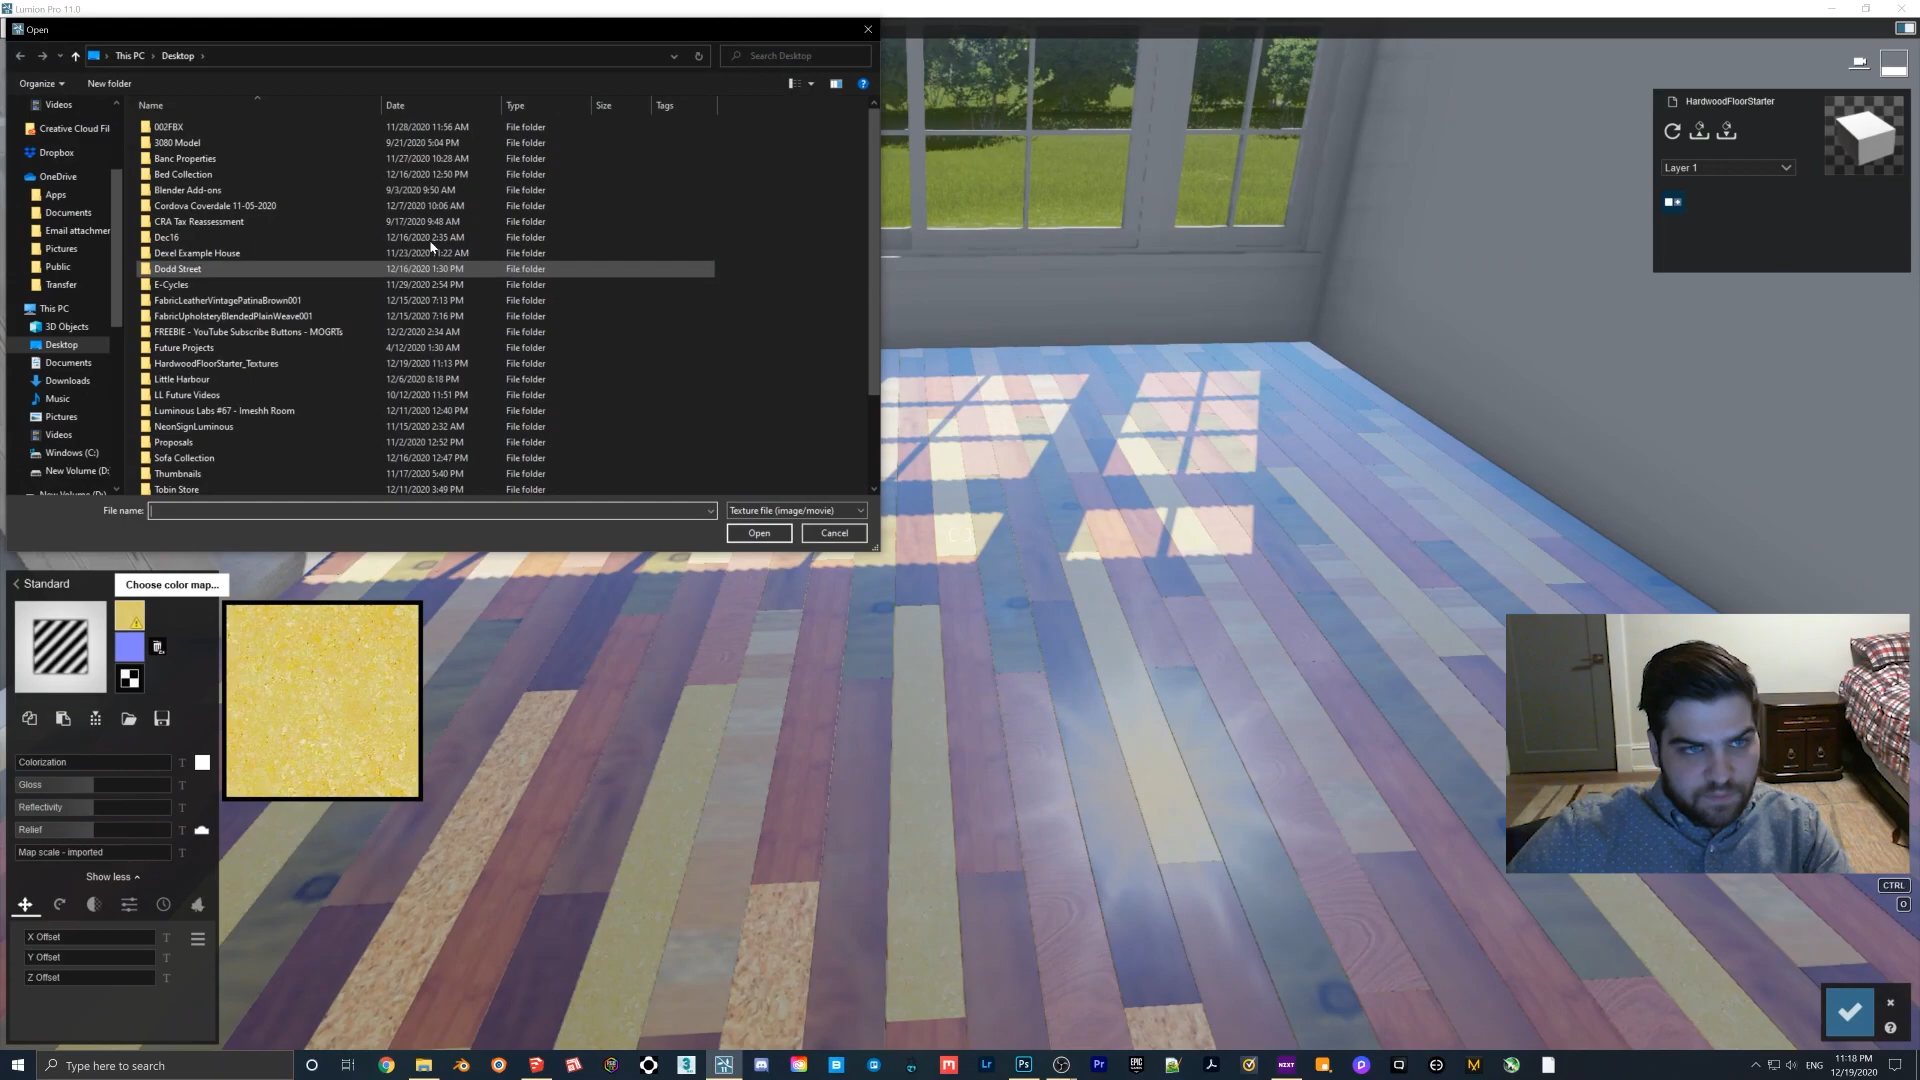 Lumion Pro 11.0
Open
This PC > Desktop >
Search Desktop
Organize
New folder
Name Date Type Size Tags
Videos
Creative Cloud Fil
Dropbox
OneDrive
Apps
Documents
Email attachmer
Pictures
Public
Transfer
This PC
3D Objects
Desktop
Documents
Downloads
Music
Pictures
Videos
Windows (C:)
New Volume (D:
New Volume (D:)
002FBX 11/28/2020 11:56 AM File folder
3080 Model 9/21/2020 5:04 PM File folder
Banc Properties 11/27/2020 10:28 AM File folder
Bed Collection 12/16/2020 12:50 PM File folder
Blender Add-ons 9/3/2020 9:50 AM File folder
Cordova Coverdale 11-05-2020 12/7/2020 10:06 AM File folder
CRA Tax Reassessment 9/17/2020 9:48 AM File folder
Dec16 12/16/2020 2:35 AM File folder
Dexel Example House 11/23/2020 11:22 AM File folder
Dodd Street 12/16/2020 1:30 PM File folder
E-Cycles 11/29/2020 2:54 PM File folder
FabricLeatherVintagePatinaBrown001 12/15/2020 7:13 PM File folder
FabricUpholsteryBlendedPlainWeave001 12/15/2020 7:16 PM File folder
FREEBIE - YouTube Subscribe Buttons - MOGRTs 12/2/2020 2:34 AM File folder
Future Projects 4/12/2020 1:30 AM File folder
HardwoodFloorStarter_Textures 12/19/2020 11:13 PM File folder
Little Harbour 12/6/2020 8:18 PM File folder
LL Future Videos 10/12/2020 11:51 PM File folder
Luminous Labs #67 - Imeshh Room 12/11/2020 12:40 PM File folder
NeonSignLuminous 11/15/2020 2:32 AM File folder
Proposals 11/2/2020 12:52 PM File folder
Sofa Collection 12/16/2020 12:47 PM File folder
Thumbnails 11/17/2020 5:40 PM File folder
Tobin Store 12/11/2020 3:49 PM File folder
File name:
Texture file (image/movie)
Open
Cancel
HardwoodFloorStarter
Layer 1
Standard
Choose color map...
Colorization T
Gloss T
Reflectivity T
Relief T
Map scale - imported T
Show less
X Offset T
Y Offset T
Z Offset T
CTRL
O
Type here to search
ENG
11:18 PM
12/19/2020